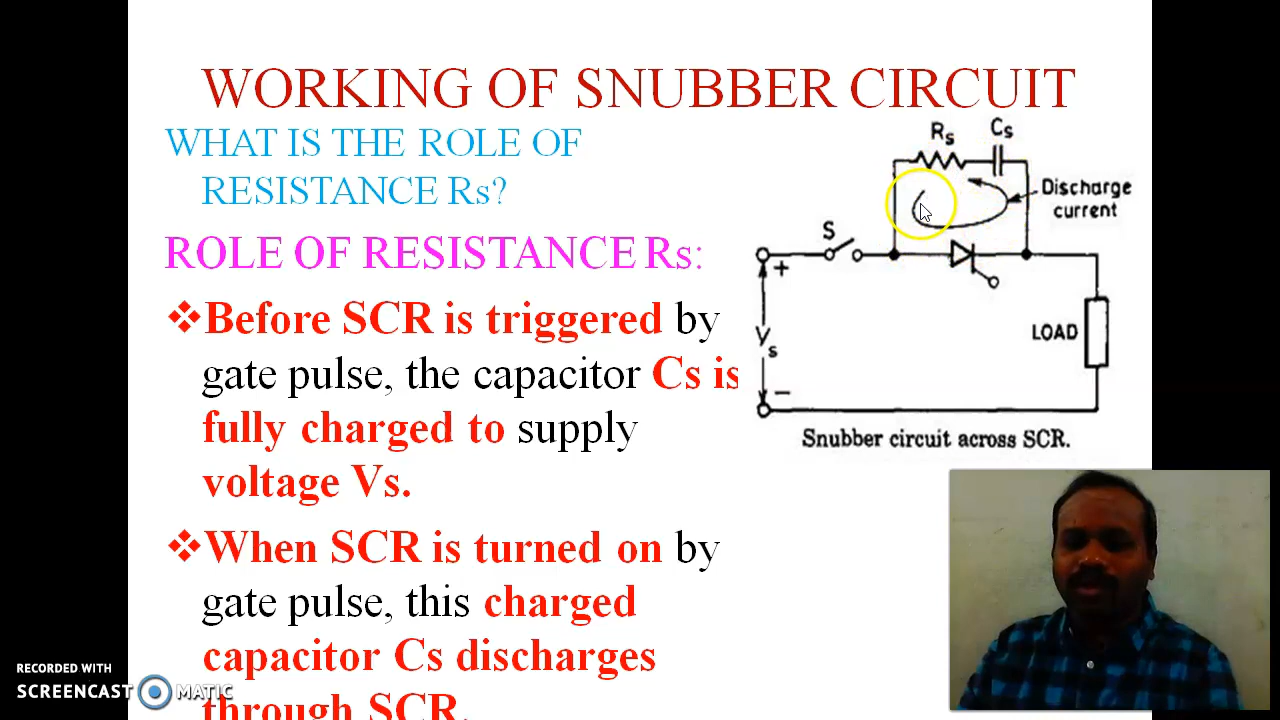 WORKING OF SNUBBER CIRCUIT
WHAT IS THE ROLE OF
RESISTANCE Rs?
ROLE OF RESISTANCE Rs:
❖Before SCR is triggered by
gate pulse, the capacitor Cs is
fully charged to supply
voltage Vs.
❖When SCR is turned on by
gate pulse, this charged
capacitor Cs discharges
through SCR.
Rs Cs
Discharge
current
S
+
Vs
LOAD
−
Snubber circuit across SCR.
RECORDED WITH
SCREENCAST MATIC